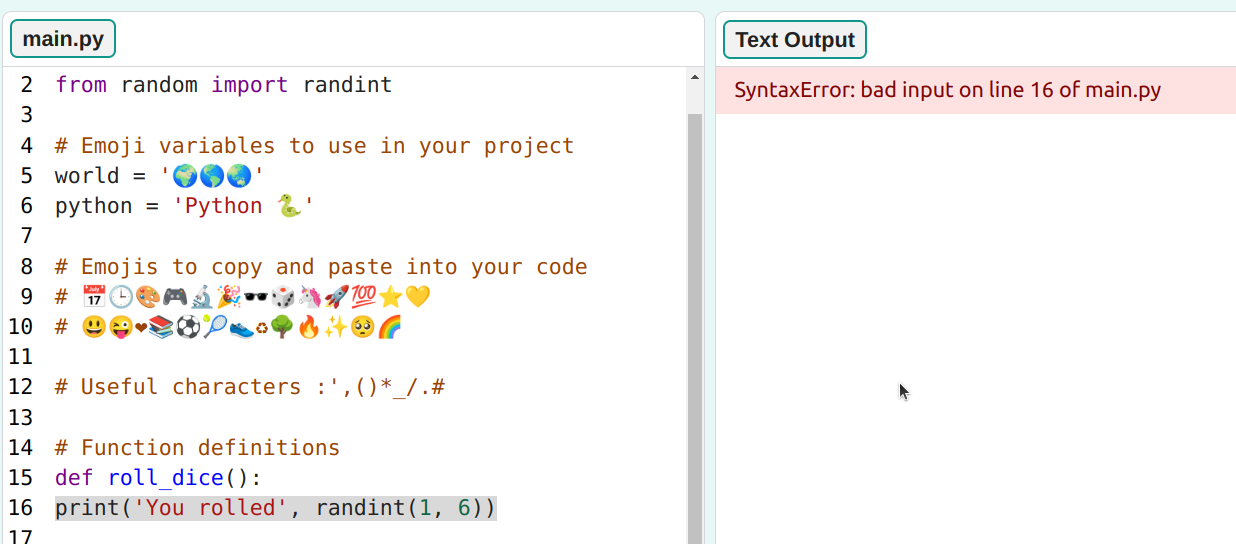 main.py
2 from random import randint
3
4 # Emoji variables to use in your project
5 world = '🌍🌎🌏'
6 python = 'Python 🐍'
7
8 # Emojis to copy and paste into your code
9 # 📅🕒🎨🎮🔬🎉🕶️🎲🦄🚀💯⭐💛
10 # 😃😜❤📚⚽🎾👟♻🌳🔥✨🥺🌈
11
12 # Useful characters :',()*_/.#
13
14 # Function definitions
15 def roll_dice():
16 print('You rolled', randint(1, 6))
17
Text Output
SyntaxError: bad input on line 16 of main.py